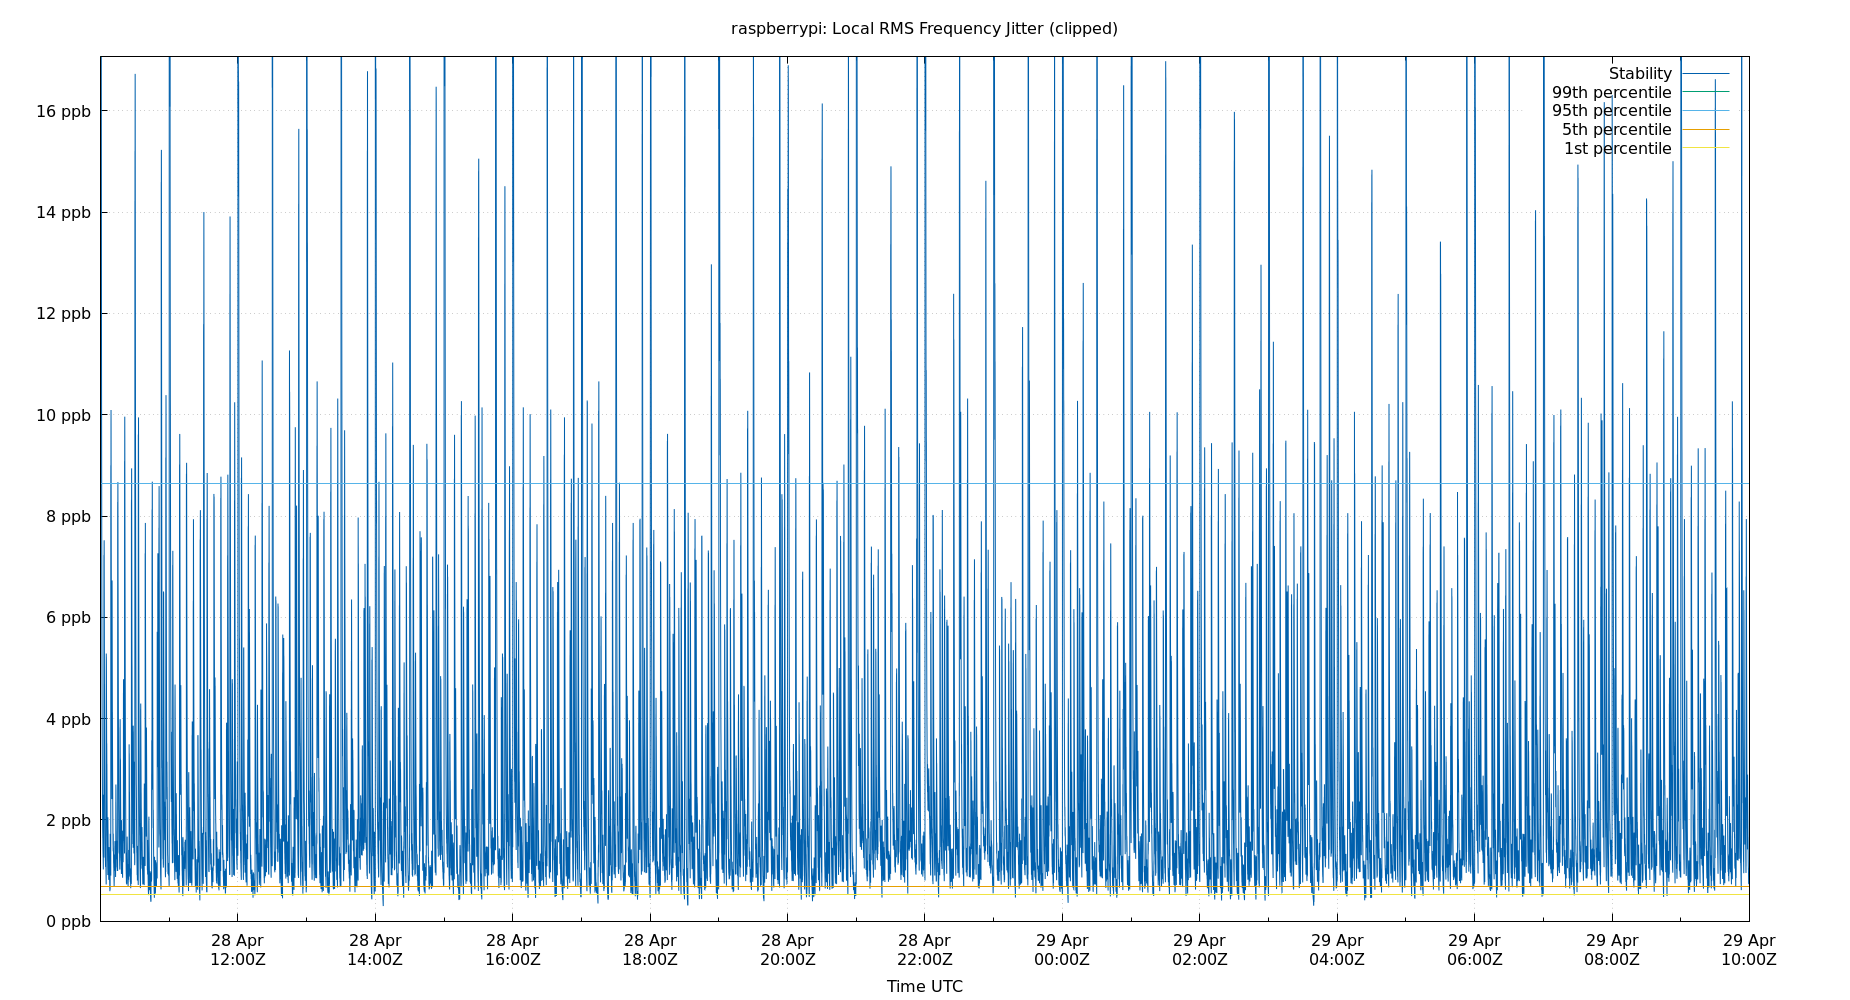 raspberrypi: Local RMS Frequency Jitter (clipped)
Stability
99th percentile
95th percentile
5th percentile
1st percentile
16 ppb
14 ppb
12 ppb
10 ppb
8 ppb
6 ppb
4 ppb
2 ppb
0 ppb
28 Apr 28 Apr 28 Apr 28 Apr 28 Apr 28 Apr 29 Apr 29 Apr 29 Apr 29 Apr 29 Apr 29 Apr
12:00Z 14:00Z 16:00Z 18:00Z 20:00Z 22:00Z 00:00Z 02:00Z 04:00Z 06:00Z 08:00Z 10:00Z
Time UTC